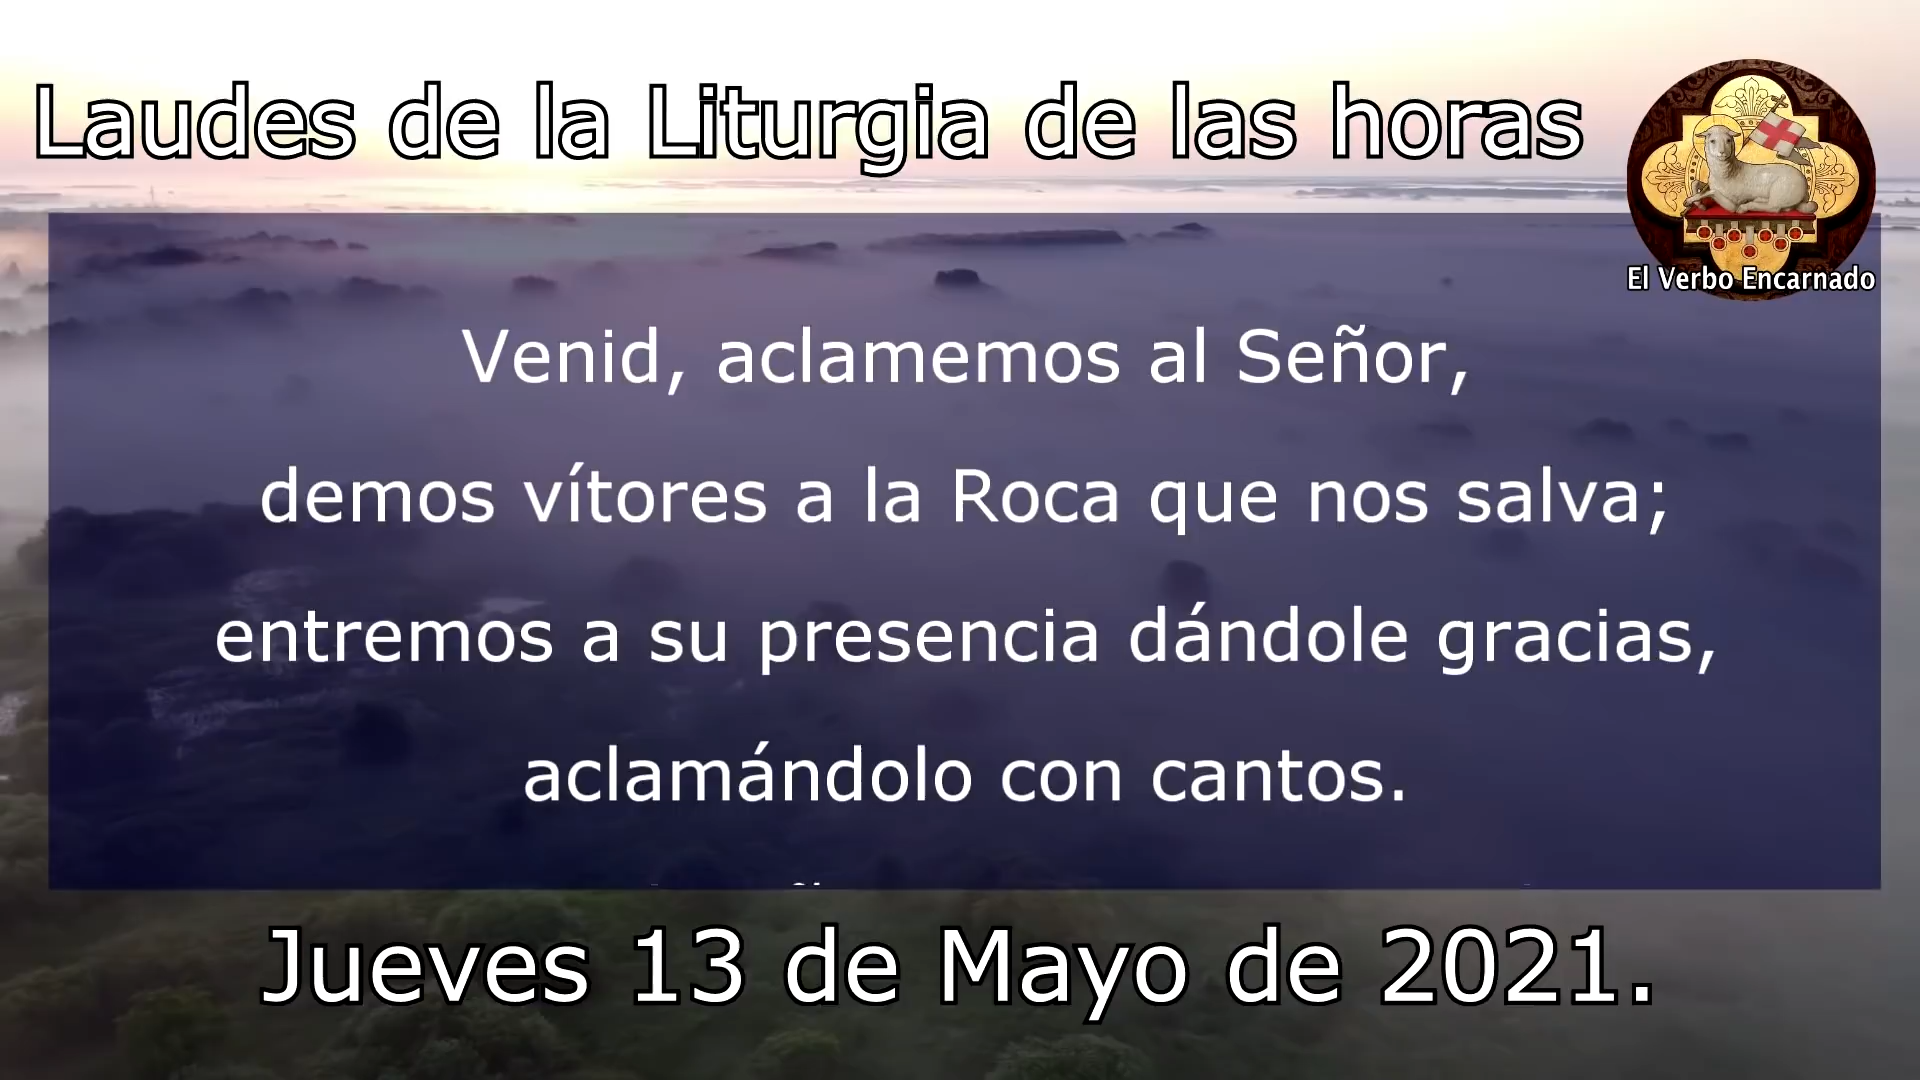 Laudes de la Liturgia de las horas
El Verbo Encarnado
Venid, aclamemos al Señor,
demos vítores a la Roca que nos salva;
entremos a su presencia dándole gracias,
aclamándolo con cantos.
Jueves 13 de Mayo de 2021.